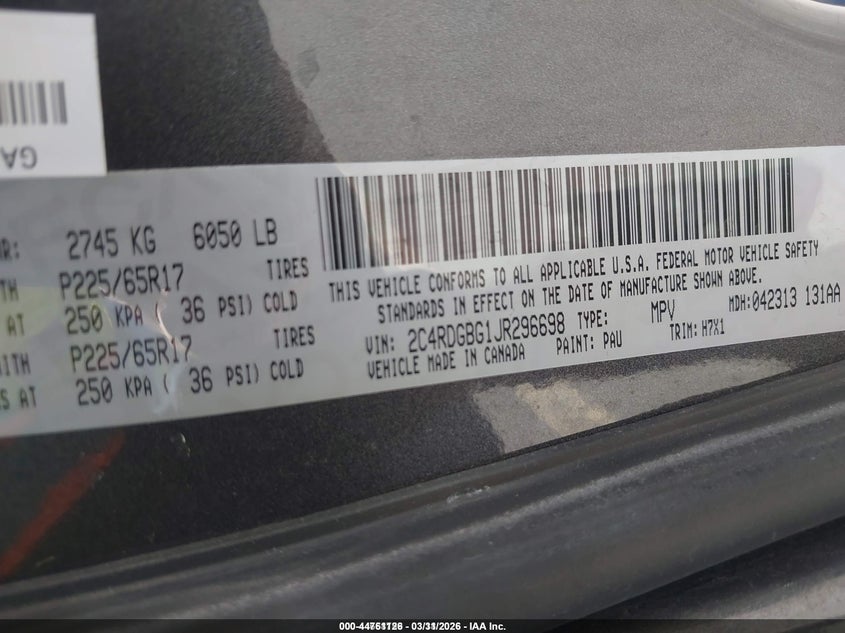 GA
R: 2745 KG 6050 LB
TH P225/65R17 TIRES
AT 250 KPA ( 36 PSI) COLD
WITH P225/65R17 TIRES
S AT 250 KPA ( 36 PSI) COLD
THIS VEHICLE CONFORMS TO ALL APPLICABLE U.S.A. FEDERAL MOTOR VEHICLE SAFETY
STANDARDS IN EFFECT ON THE DATE OF MANUFACTURE SHOWN ABOVE.
VIN: 2C4RDGBG1JR296698 TYPE: MPV MDH:042313 131AA
VEHICLE MADE IN CANADA PAINT: PAU TRIM: H7X1
03/31/2026 - IAA Inc.